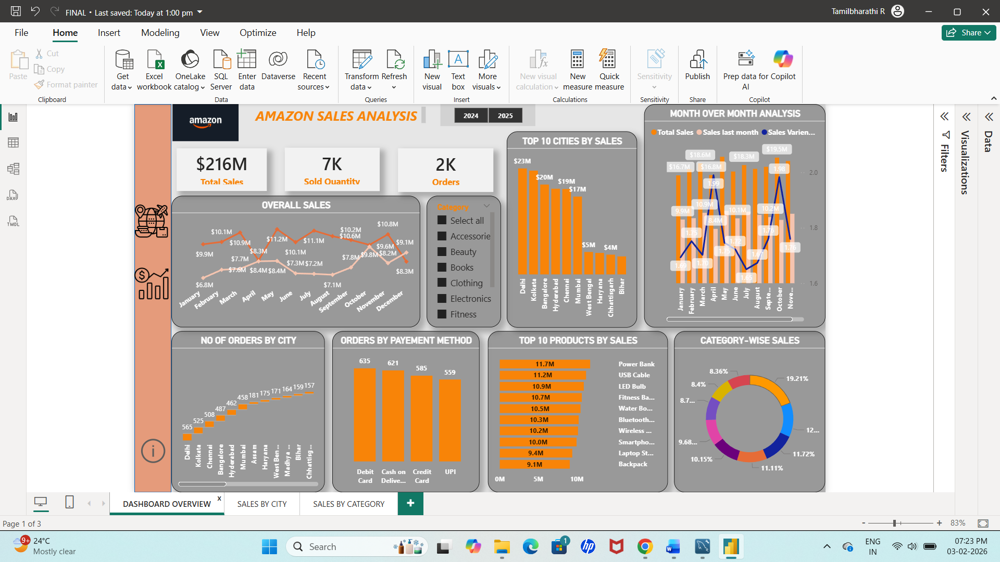 FINAL • Last saved: Today at 1:00 pm
Tamilbharathi R
File Home Insert Modeling View Optimize Help
Share
Paste
Cut
Copy
Format painter
Clipboard
Get data
Excel workbook
OneLake catalog
SQL Server
Enter data
Dataverse
Recent sources
Data
Transform data
Refresh
Queries
New visual
Text box
More visuals
Insert
New visual calculation
New measure
Quick measure
Calculations
Sensitivity
Sensitivity
Publish
Share
Prep data for AI
Copilot
Copilot
DAX
TMDL
amazon
AMAZON SALES ANALYSIS
2024 2025
$216M
Total Sales
7K
Sold Quantity
2K
Orders
OVERALL SALES
$9.9M
$10.1M
$10.9M
$8.3M
$11.2M
$10.1M
$11.1M
$10.6M
$10.2M
$9.8M
$10.8M
$8.3M
$6.8M
$7.6M
$7.7M
$8.4M
$8.4M
$7.3M
$7.2M
$7.1M
$7.8M
$9.6M
$8.2M
$9.1M
January February March April May June July August September October November December
Category
Select all
Accessorie
Beauty
Books
Clothing
Electronics
Fitness
TOP 10 CITIES BY SALES
$23M
$20M
$19M
$17M
$5M
$4M
Delhi
Kolkata
Bangalore
Hyderabad
Chennai
Mumbai
West Bengal
Haryana
Chhattisgarh
Bihar
MONTH OVER MONTH ANALYSIS
Total Sales Sales last month Sales Varien...
$16.7M
$18.6M
$16.8M
$18.3M
$19.5M
9.9M
10.9M
8.4M
10.1M
10.2M
1.69
1.75
1.70
1.99
1.75
1.72
1.65
1.67
1.76
1.98
1.76
2.0
1.8
1.6
January
February
March
April
May
June
July
August
Septe...
October
Nove...
NO OF ORDERS BY CITY
565
525
508
487
462
458
181
175
171
164
159
157
Delhi
Kolkata
Chennai
Bangalore
Hyderabad
Mumbai
Assam
Haryana
West Ben...
Madhya ...
Bihar
Chhattisg...
ORDERS BY PAYEMENT METHOD
635
621
585
559
Debit Card
Cash on Delive...
Credit Card
UPI
TOP 10 PRODUCTS BY SALES
11.7M Power Bank
11.2M USB Cable
10.9M LED Bulb
10.7M Fitness Ba...
10.5M Water Bo...
10.3M Bluetooth...
10.2M Wireless ...
10.0M Smartpho...
9.4M Laptop St...
9.1M Backpack
0M 5M 10M
CATEGORY-WISE SALES
19.21%
12...
11.72%
11.11%
10.15%
9.68...
8.7...
8.4%
8.36%
Filters
Visualizations
Data
DASHBOARD OVERVIEW x
SALES BY CITY
SALES BY CATEGORY
+
Page 1 of 3
- + 83%
9+
24°C
Mostly clear
Search
1
hp
W
ENG
IN
07:23 PM
03-02-2026